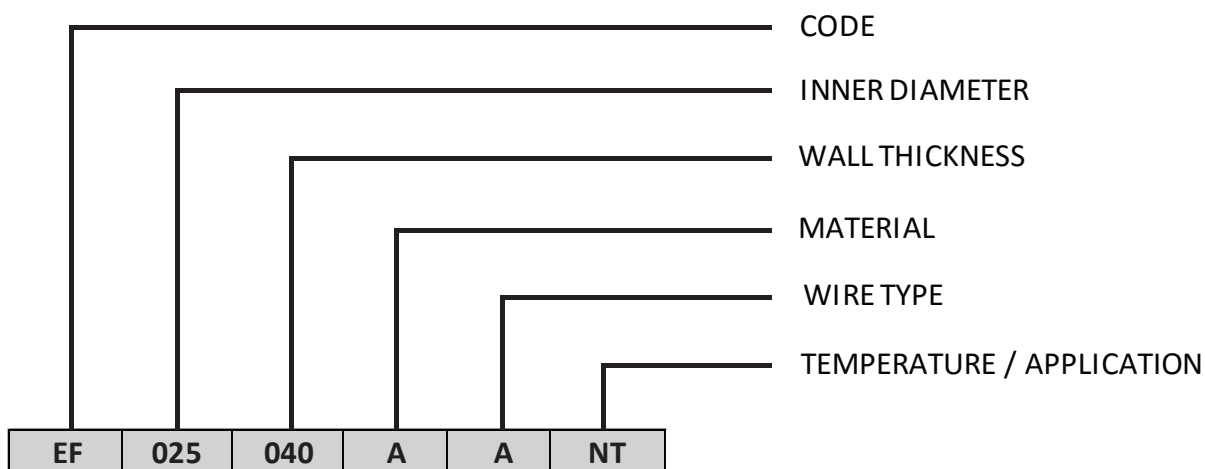 CODE
INNER DIAMETER
WALL THICKNESS
MATERIAL
WIRE TYPE
TEMPERATURE / APPLICATION
EF 025 040 A A NT